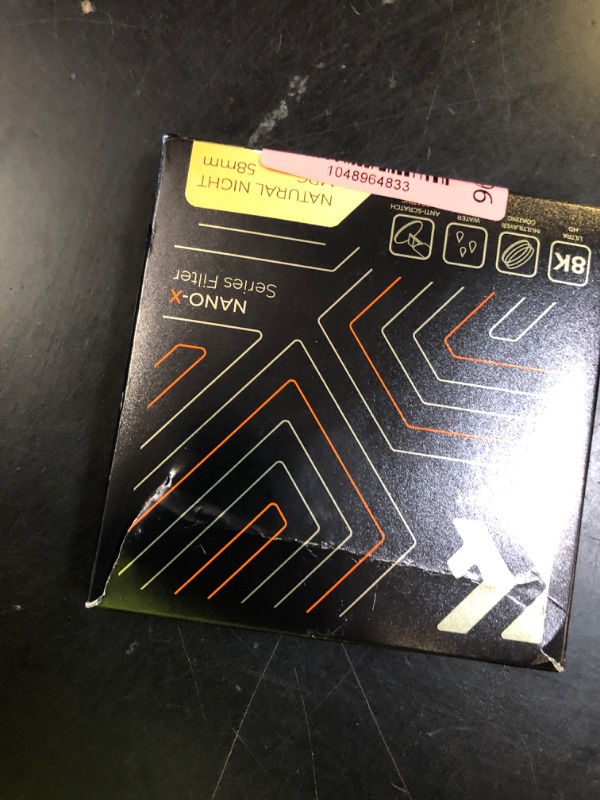 8K
ULTRA
HD
MULTILAYER
COATING
WATER
ANTI-SCRATCH
NANO-X
Series Filter
NATURAL NIGHT
58mm
1048964833